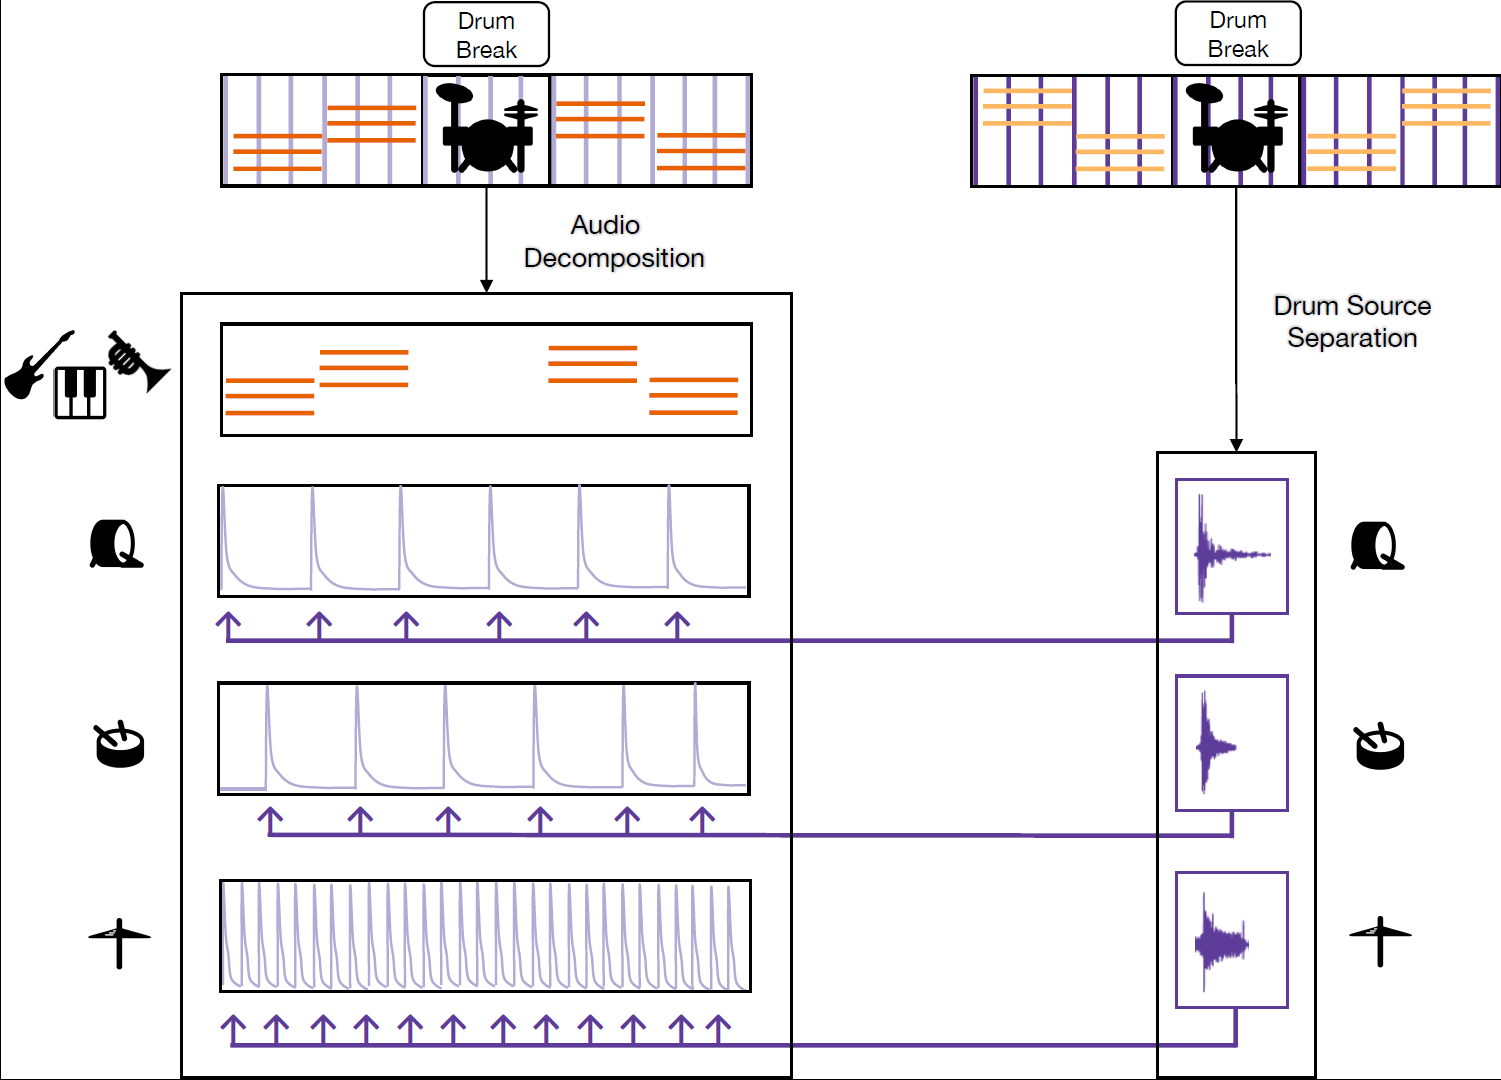 Drum
Break
Drum
Break
Audio
Decomposition
Drum Source
Separation